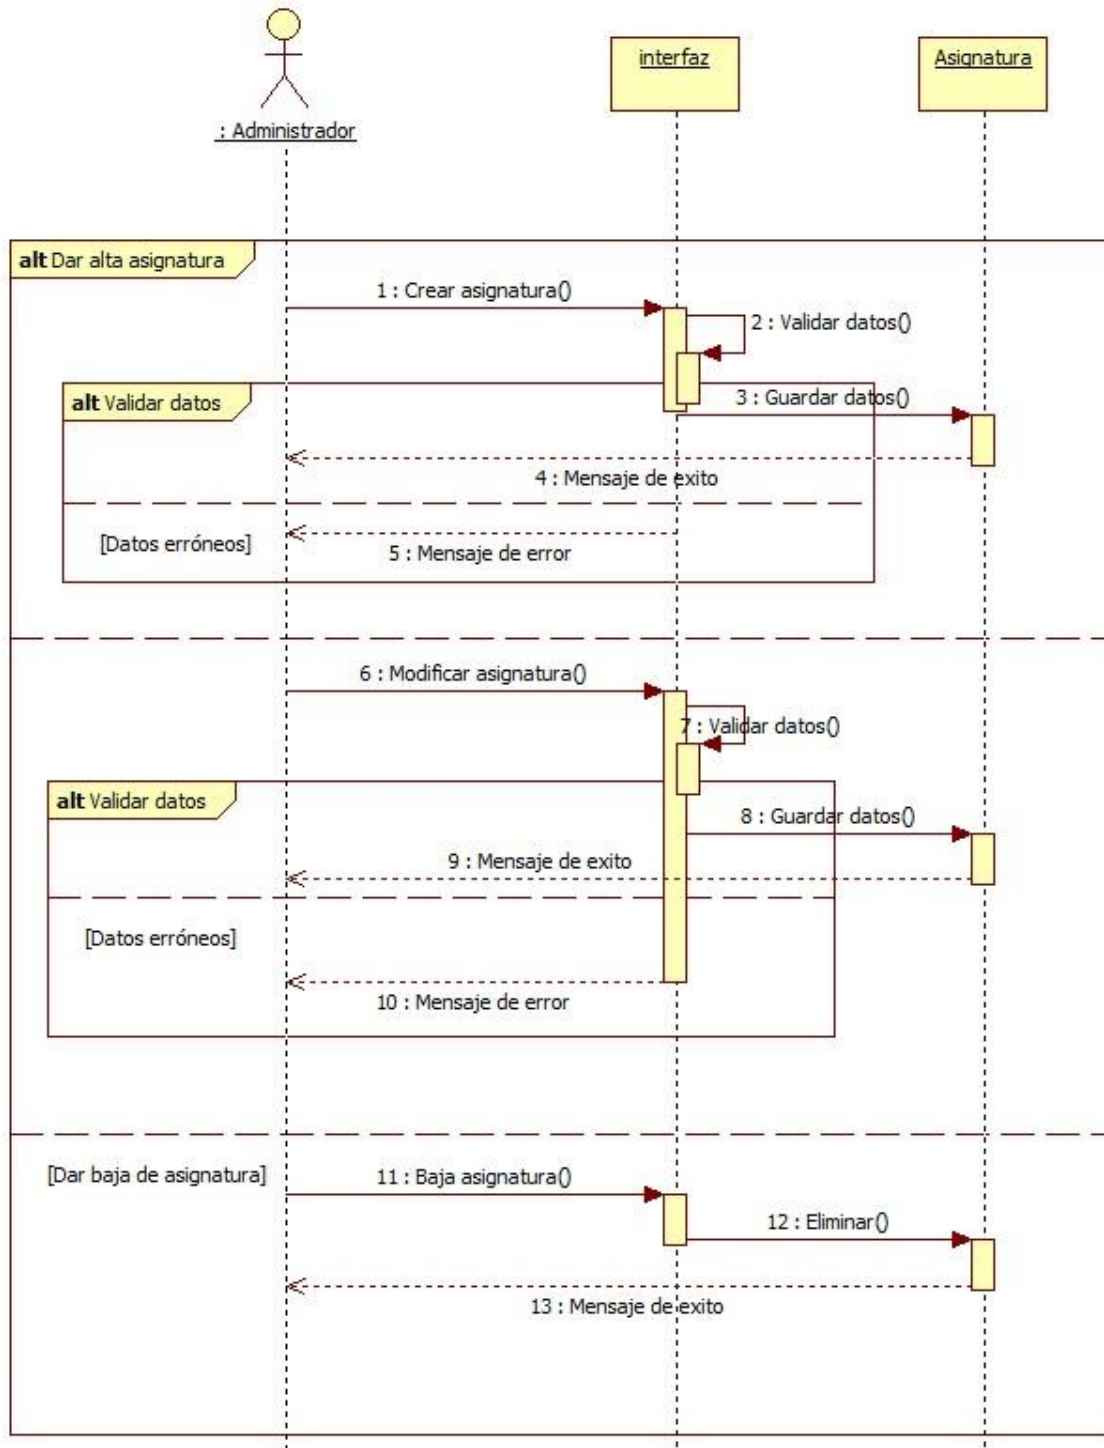 : Administrador
interfaz
Asignatura
alt Dar alta asignatura
1 : Crear asignatura()
2 : Validar datos()
alt Validar datos
3 : Guardar datos()
4 : Mensaje de exito
[Datos erróneos]
5 : Mensaje de error
6 : Modificar asignatura()
7 : Validar datos()
alt Validar datos
8 : Guardar datos()
9 : Mensaje de exito
[Datos erróneos]
10 : Mensaje de error
[Dar baja de asignatura]
11 : Baja asignatura()
12 : Eliminar()
13 : Mensaje de exito